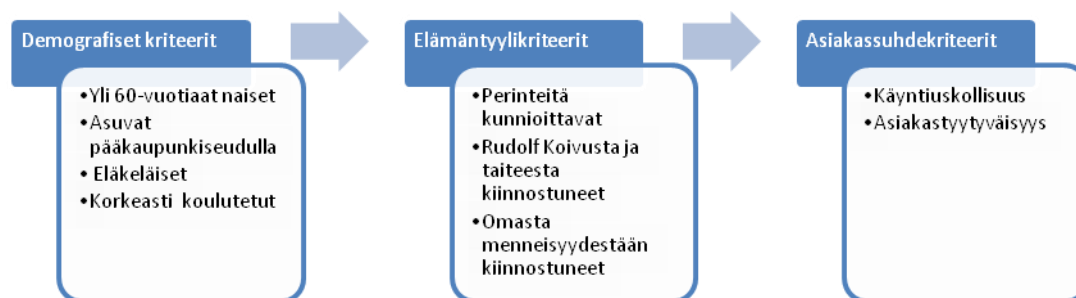 Demografiset kriteerit
•Yli 60-vuotiaat naiset
•Asuvat
pääkaupunkiseudulla
•Eläkeläiset
•Korkeasti koulutetut
Elämäntyylikriteerit
•Perinteitä
kunnioittavat
•Rudolf Koivusta ja
taiteesta
kiinnostuneet
•Omasta
menneisyydestään
kiinnostuneet
Asiakassuhdekriteerit
•Käyntiuskollisuus
•Asiakastyytyväisyys